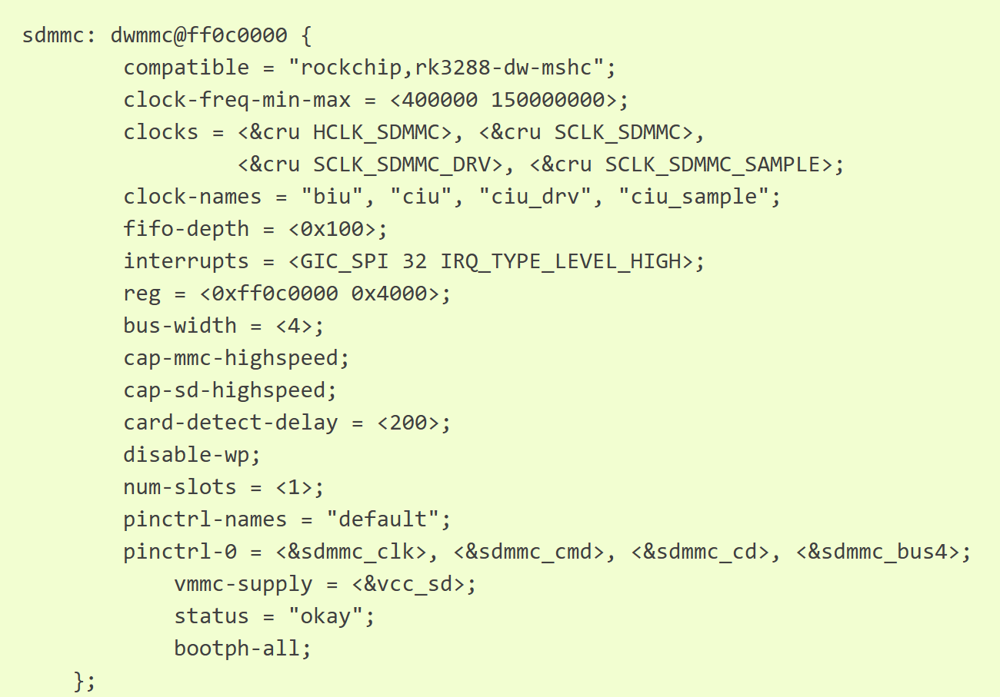 sdmmc: dwmmc@ff0c0000 {
        compatible = "rockchip,rk3288-dw-mshc";
        clock-freq-min-max = <400000 150000000>;
        clocks = <&cru HCLK_SDMMC>, <&cru SCLK_SDMMC>,
                 <&cru SCLK_SDMMC_DRV>, <&cru SCLK_SDMMC_SAMPLE>;
        clock-names = "biu", "ciu", "ciu_drv", "ciu_sample";
        fifo-depth = <0x100>;
        interrupts = <GIC_SPI 32 IRQ_TYPE_LEVEL_HIGH>;
        reg = <0xff0c0000 0x4000>;
        bus-width = <4>;
        cap-mmc-highspeed;
        cap-sd-highspeed;
        card-detect-delay = <200>;
        disable-wp;
        num-slots = <1>;
        pinctrl-names = "default";
        pinctrl-0 = <&sdmmc_clk>, <&sdmmc_cmd>, <&sdmmc_cd>, <&sdmmc_bus4>;
            vmmc-supply = <&vcc_sd>;
            status = "okay";
            bootph-all;
    };